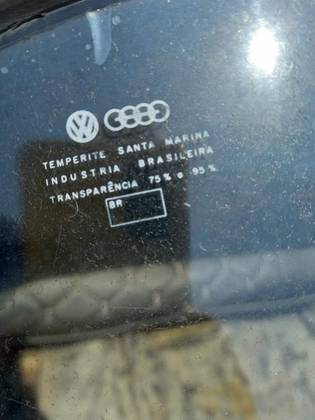 TEMPERITE SANTA MARINA
INDUSTRIA BRASILEIRA
TRANSPARÊNCIA 75% o 95%
BR